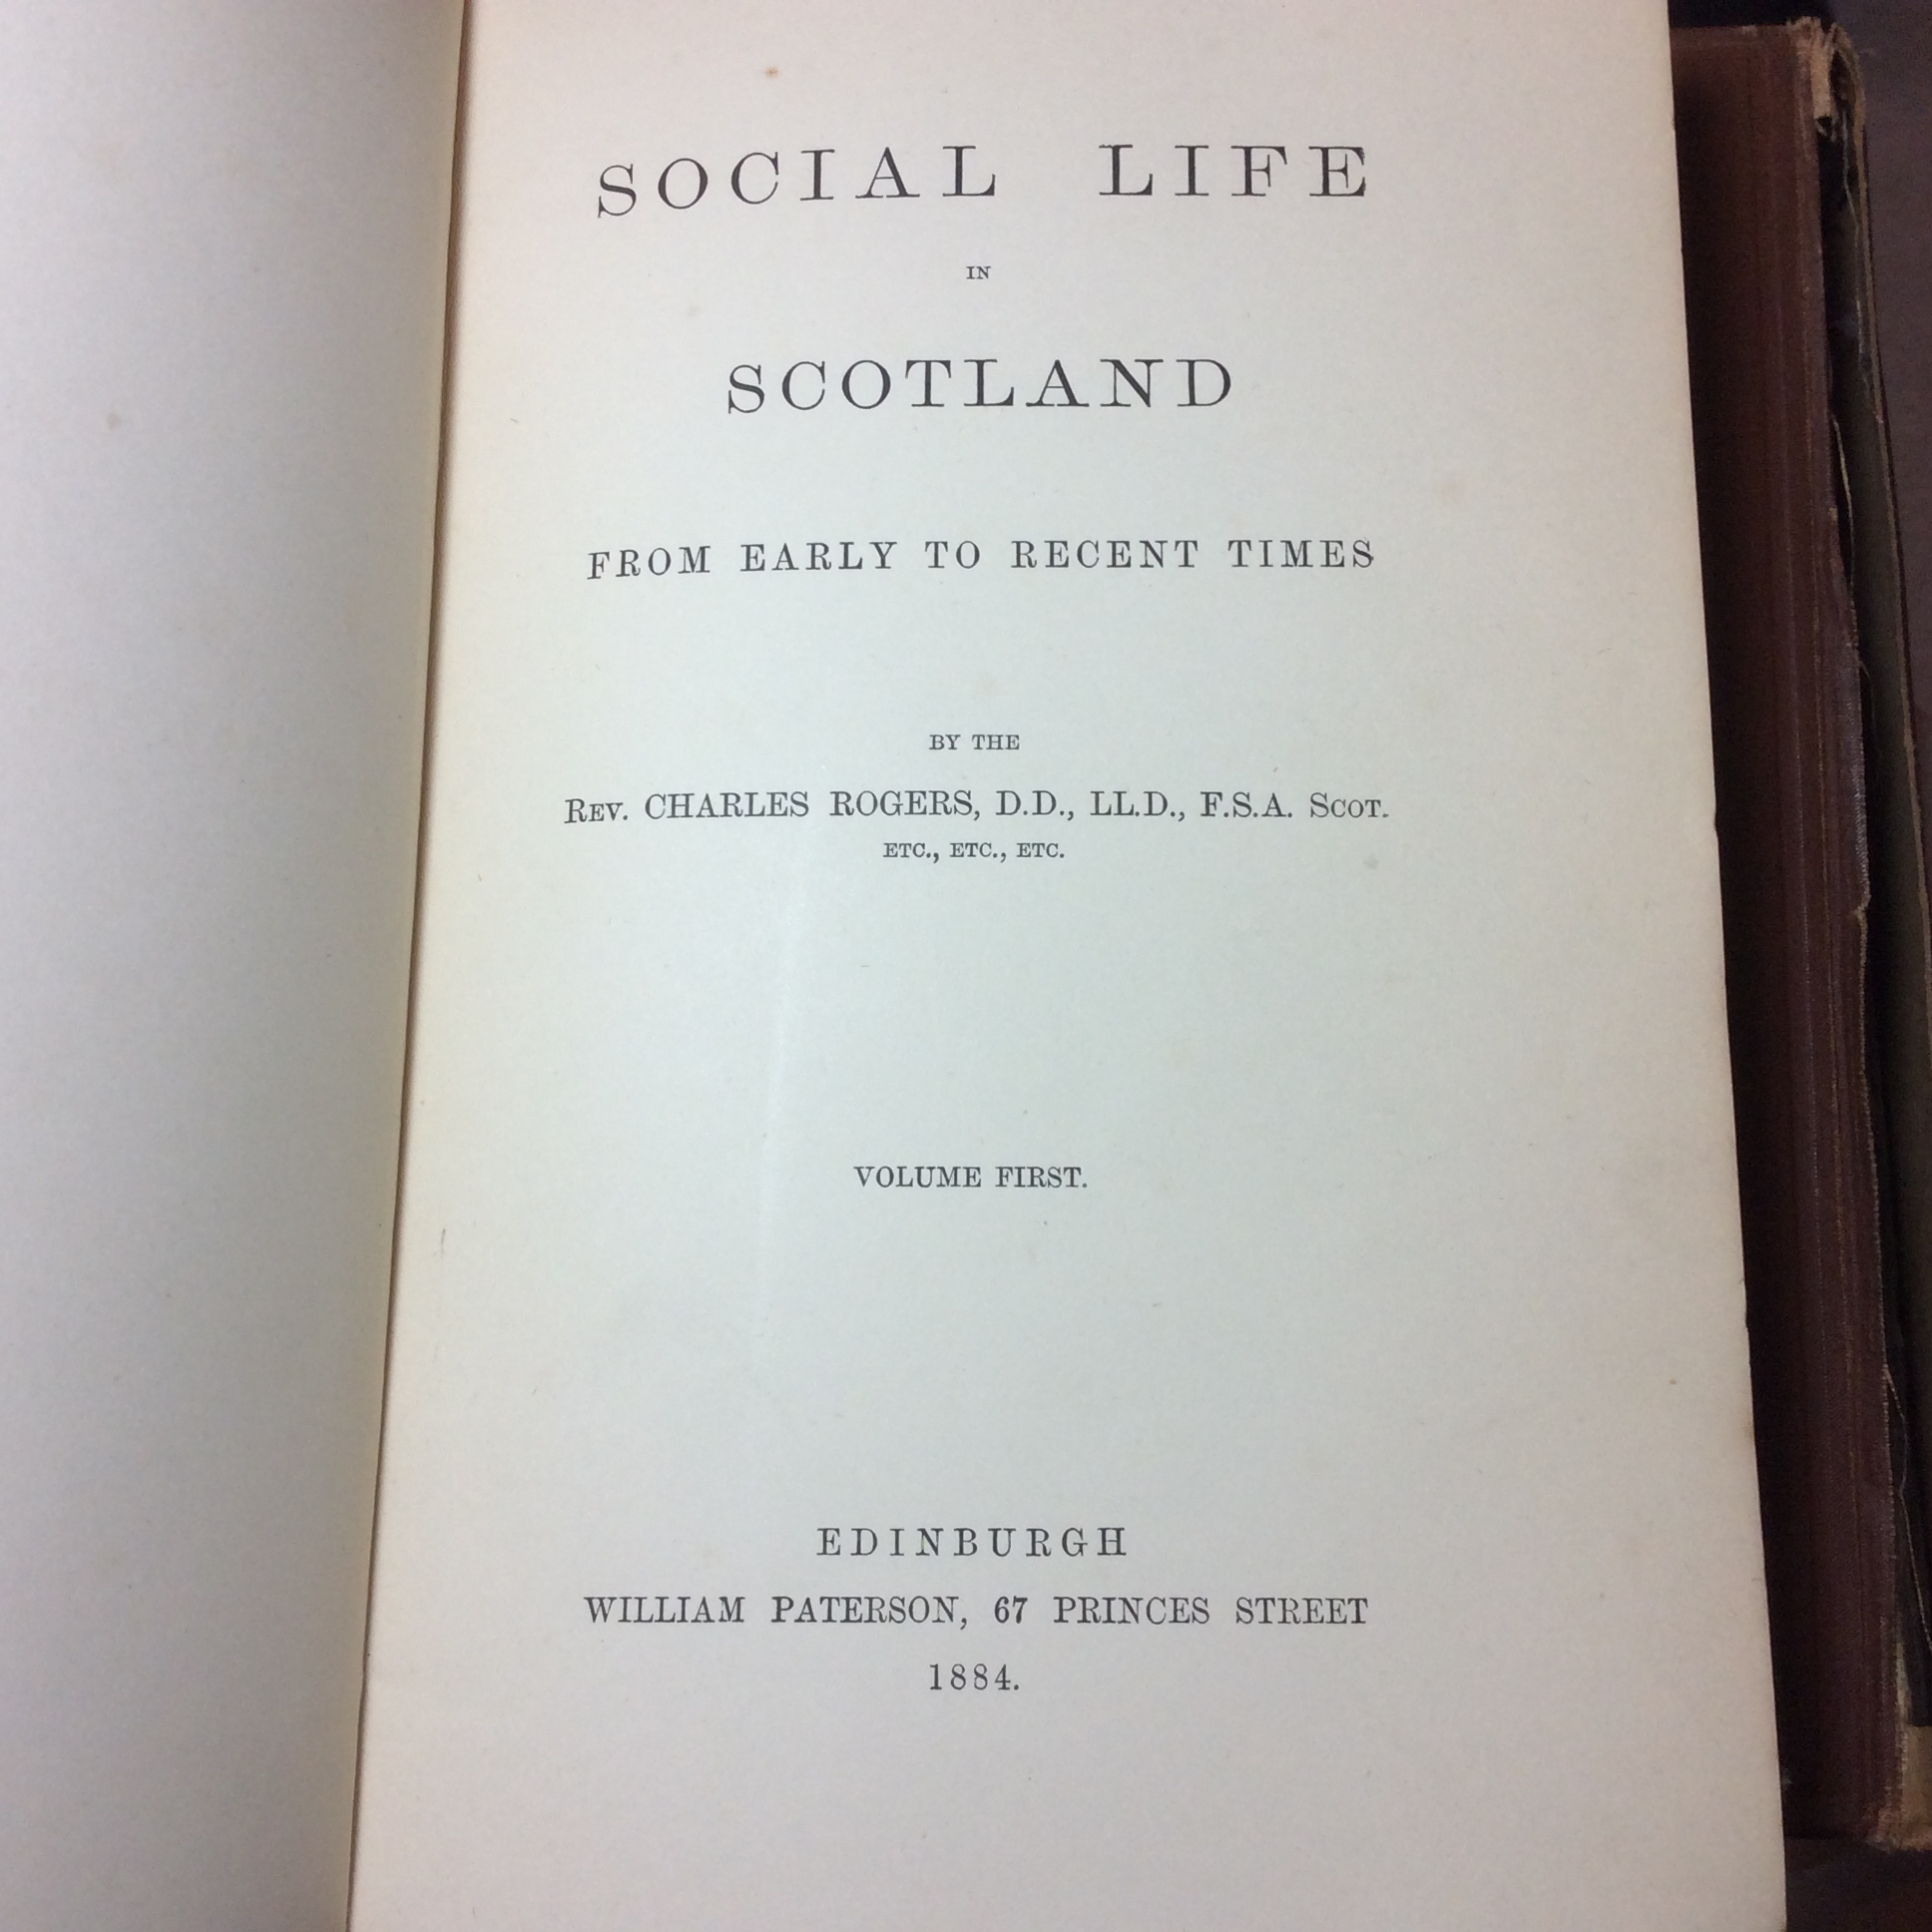 SOCIAL LIFE
IN
SCOTLAND
FROM EARLY TO RECENT TIMES
BY THE
REV. CHARLES ROGERS, D.D., LL.D., F.S.A. SCOT.
ETC., ETC., ETC.
VOLUME FIRST.
EDINBURGH
WILLIAM PATERSON, 67 PRINCES STREET
1884.